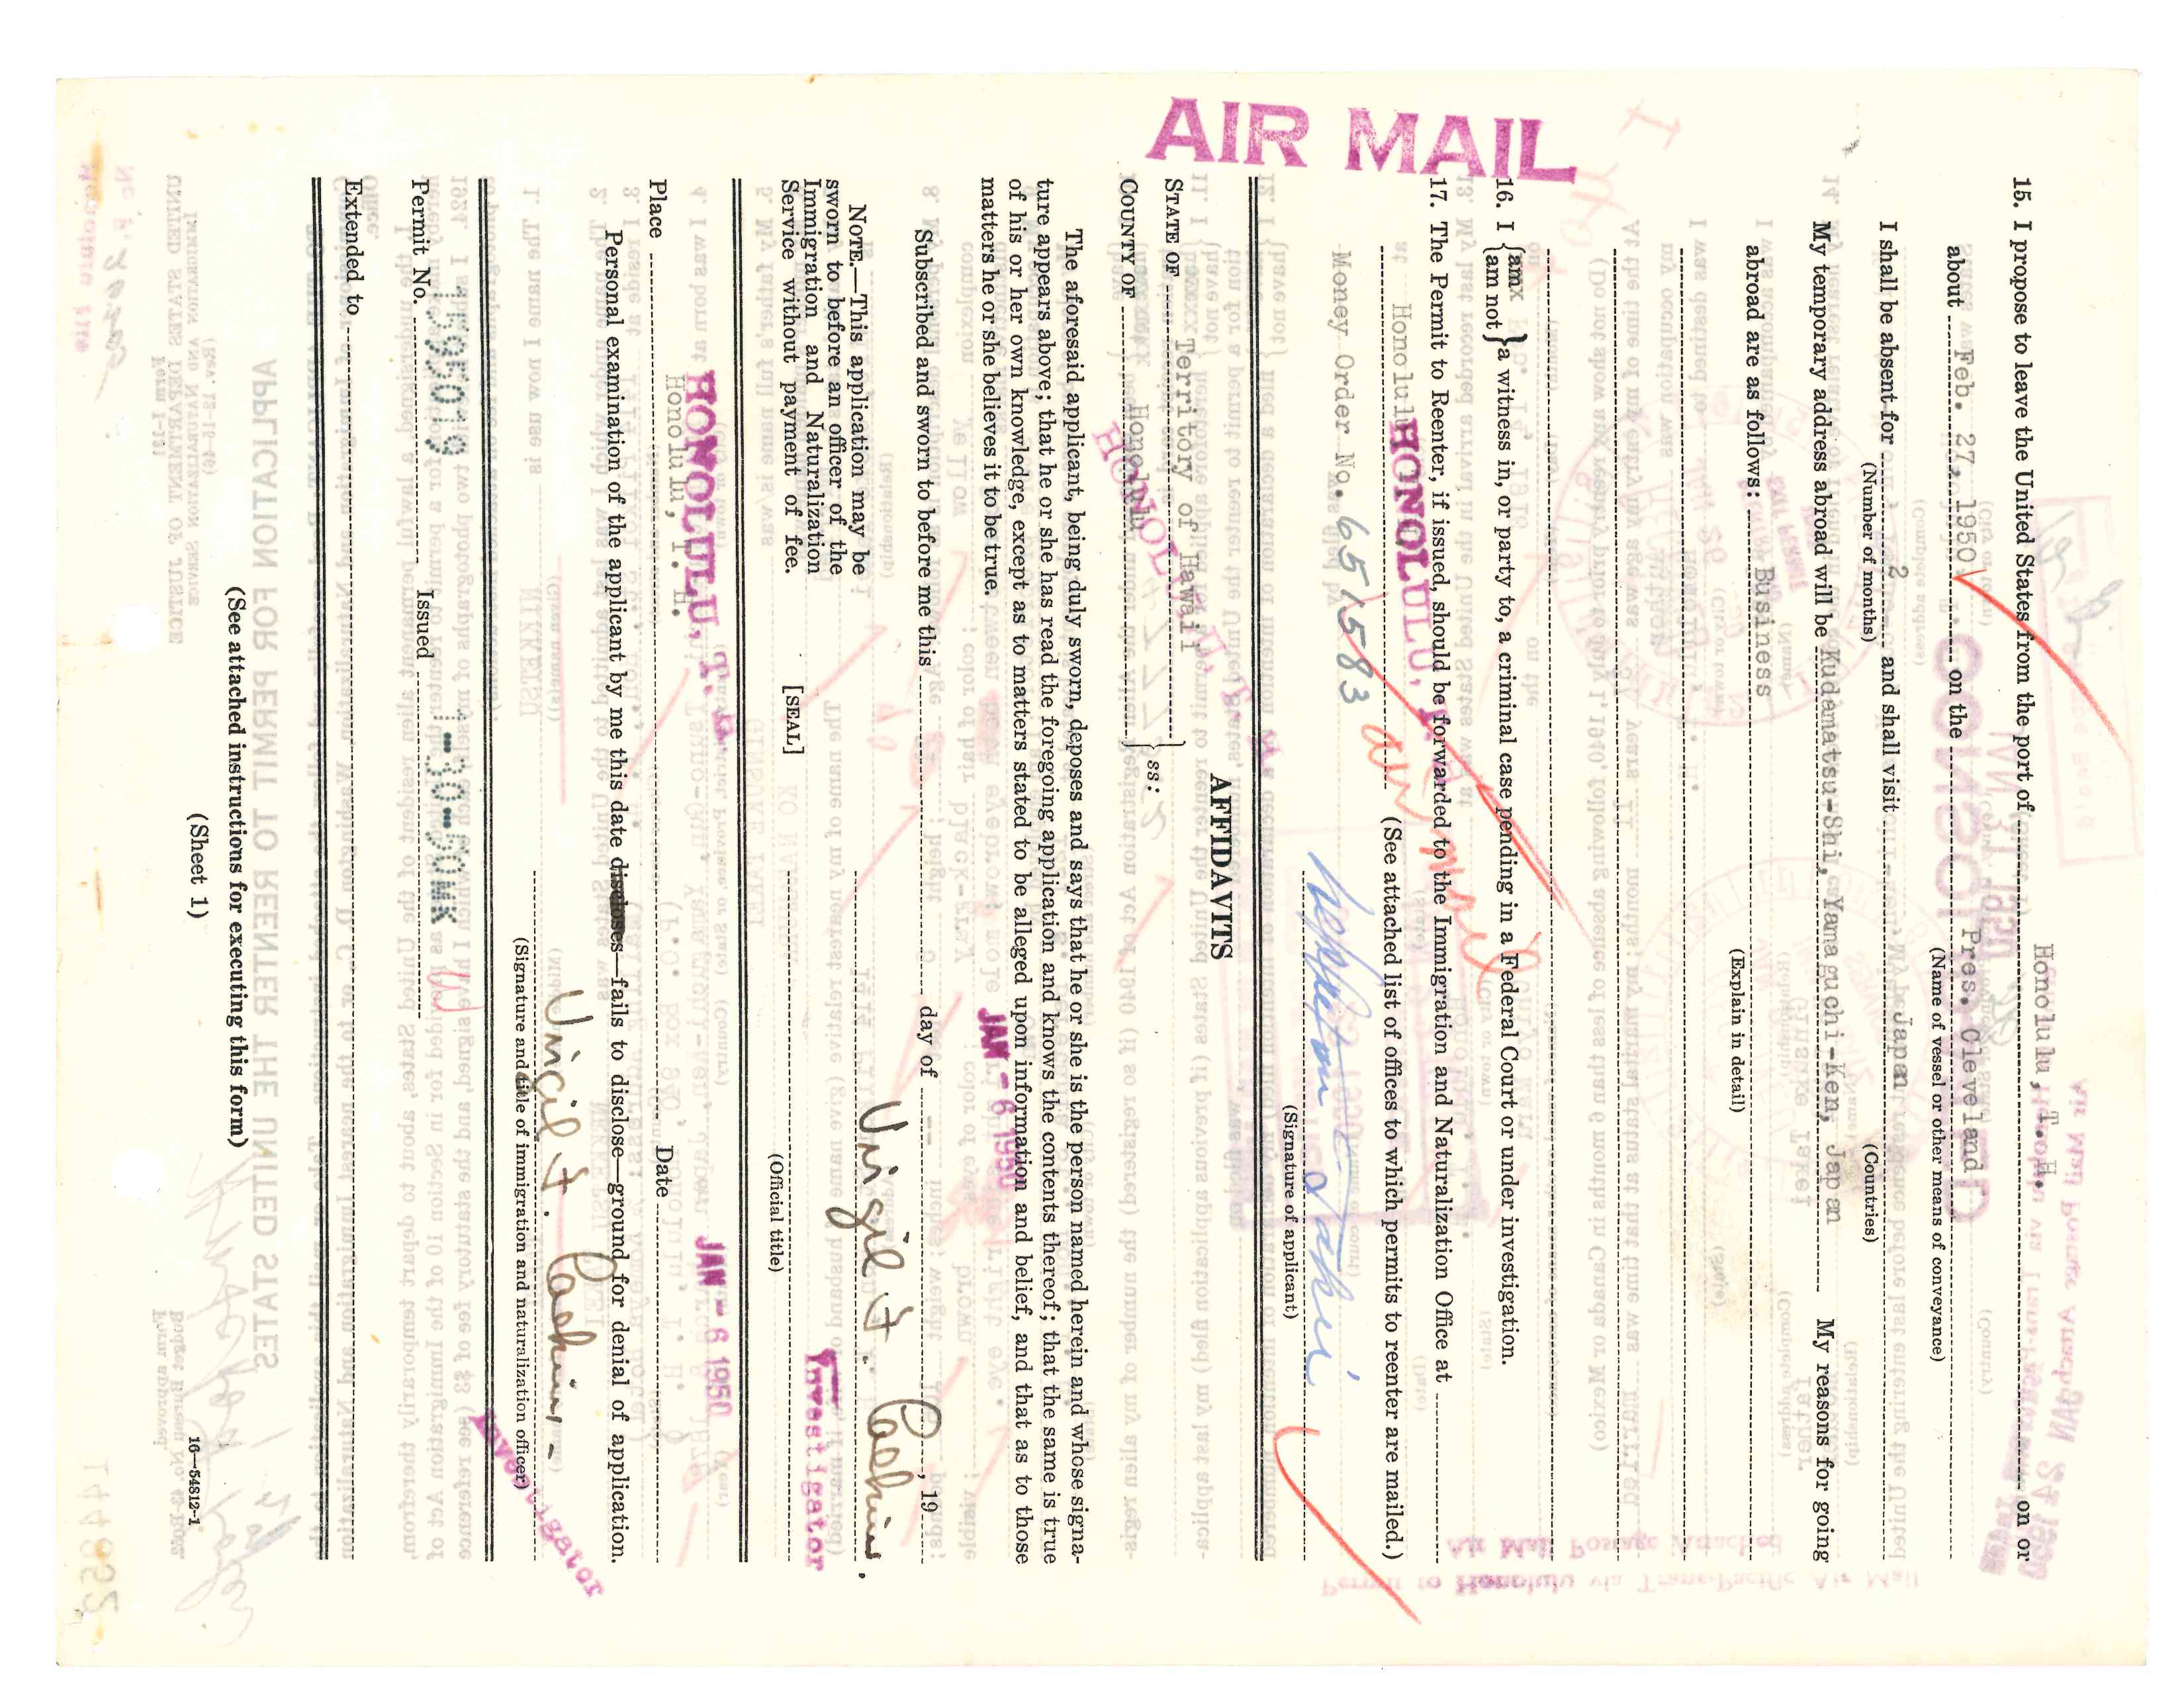 15. I propose to leave the United States from the port of Honolulu, T. H. on or
about Feb. 27, 1950 on the Pres. Cleveland
(Name of vessel or other means of conveyance)
I shall be absent for 2 and shall visit Japan
(Number of months) (Countries)
My temporary address abroad will be Kudamatsu-Shi, Yamaguchi-Ken, Japan My reasons for going
abroad are as follows: Business
(Explain in detail)
16. I {amx
am not} a witness in, or party to, a criminal case pending in a Federal Court or under investigation.
air mail
17. The Permit to Reenter, if issued, should be forwarded to the Immigration and Naturalization Office at
HONOLULU, T. H.
Honolulu (See attached list of offices to which permits to reenter are mailed.)
Money Order No. 651583
Takei
(Signature of applicant)
AIR MAIL
AFFIDAVITS
STATE OF Territory of Hawaii
ss:
COUNTY OF Honolulu
HONOLULU, T. H.
The aforesaid applicant, being duly sworn, deposes and says that he or she is the person named herein and whose signa-
ture appears above; that he or she has read the foregoing application and knows the contents thereof; that the same is true
of his or her own knowledge, except as to matters stated to be alleged upon information and belief, and that as to those
matters he or she believes it to be true.
JAN - 6 1950
Subscribed and sworn to before me this day of , 19
Virgil F.
NOTE.—This application may be
sworn to before an officer of the
Immigration and Naturalization
Service without payment of fee.
[SEAL]
Investigator
(Official title)
HONOLULU, T. H.
JAN - 6 1950
Honolulu, T. H.
Place Date
Personal examination of the applicant by me this date discloses—fails to disclose—ground for denial of application.
Virgil F.
(Signature and title of immigration and naturalization officer)
Investigator
Permit No. 1595019 Issued 1-30-50MK
Extended to
(See attached instructions for executing this form)
(Sheet 1)
16—54812-1